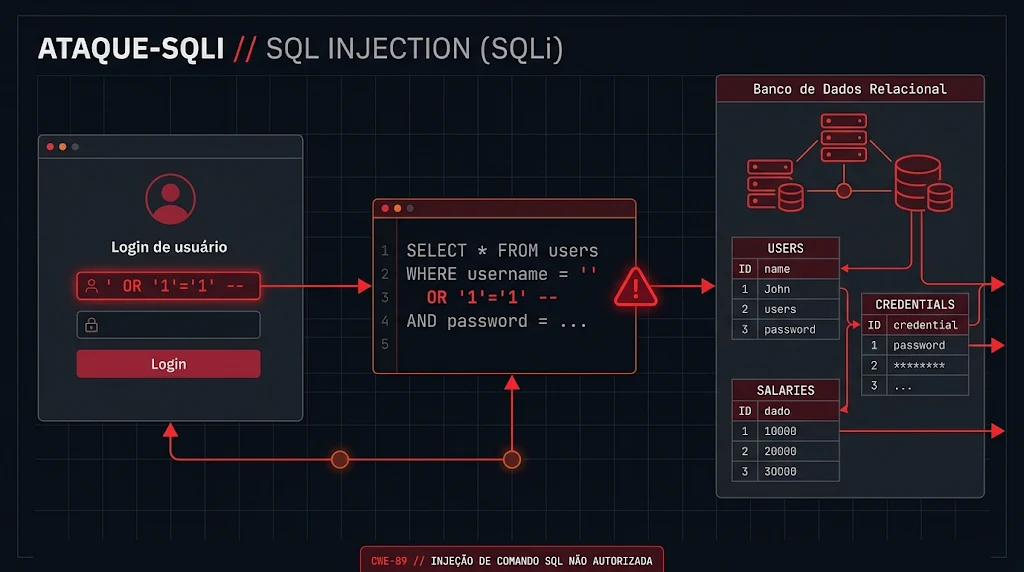 ATAQUE-SQLI // SQL INJECTION (SQLi)
Login de usuário
' OR '1'='1' --
Login
1 SELECT * FROM users
2 WHERE username = ''
3 OR '1'='1' --
4 AND password = ...
5
Banco de Dados Relacional
USERS
ID name
1 John
2 users
3 password
CREDENTIALS
ID credential
1 password
2 ********
3 ...
SALARIES
ID dado
1 10000
2 20000
3 30000
CWE-89 // INJEÇÃO DE COMANDO SQL NÃO AUTORIZADA